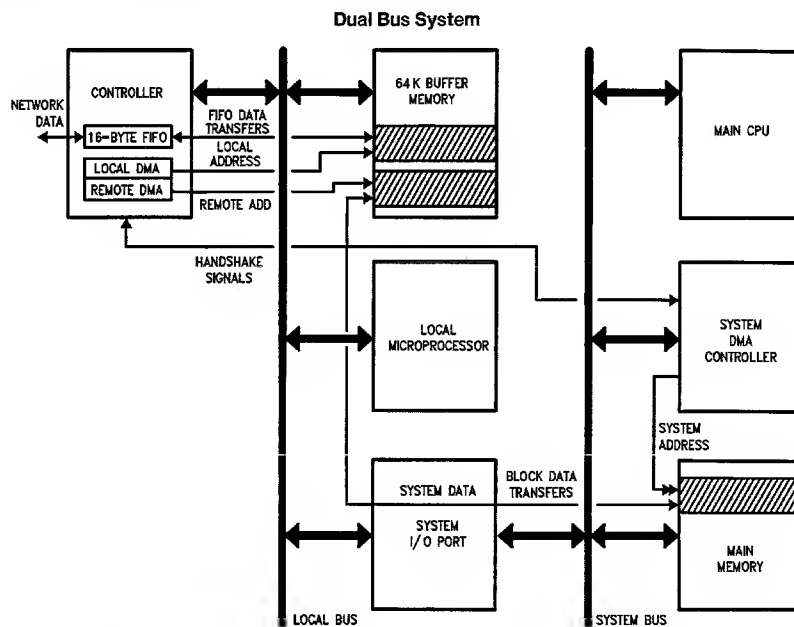 Dual Bus System
CONTROLLER
NETWORK
DATA
16-BYTE FIFO
LOCAL DMA
REMOTE DMA
FIFO DATA
TRANSFERS
LOCAL
ADDRESS
REMOTE ADD
HANDSHAKE
SIGNALS
64K BUFFER
MEMORY
MAIN CPU
LOCAL
MICROPROCESSOR
SYSTEM
DMA
CONTROLLER
SYSTEM
ADDRESS
BLOCK DATA
TRANSFERS
SYSTEM DATA
SYSTEM
I/O PORT
MAIN
MEMORY
LOCAL BUS
SYSTEM BUS